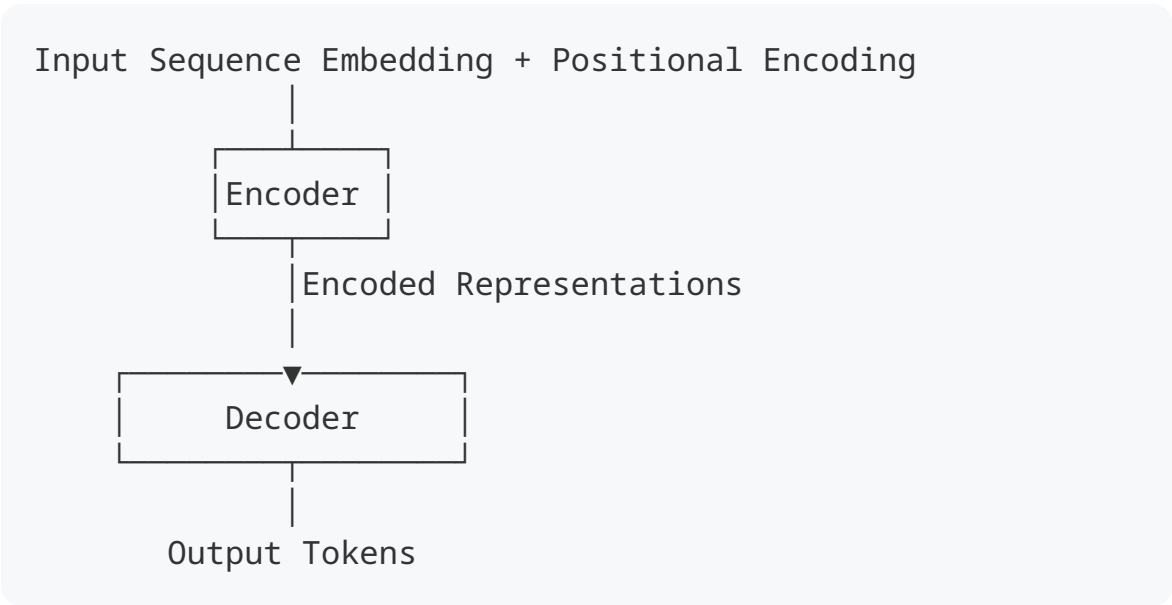 Input Sequence Embedding + Positional Encoding
Encoder
Encoded Representations
Decoder
Output Tokens